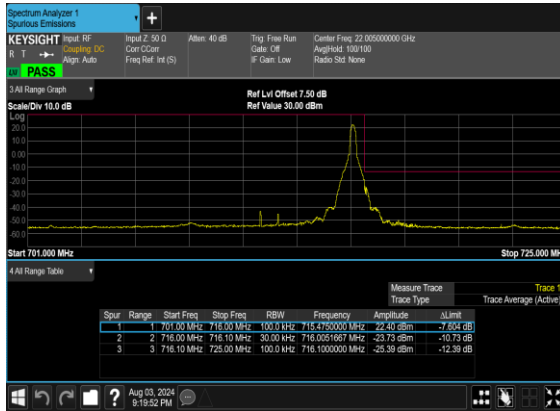 Spectrum Analyzer 1
Spurious Emissions
+
KEYSIGHT Input: RF Input Z: 50 Ω Atten: 40 dB Trig: Free Run Center Freq: 22.005000000 GHz
R T Coupling: DC Corr CCorr Gate: Off Avg|Hold: 100/100
Align: Auto Freq Ref: Int (S) IF Gain: Low Radio Std: None
PASS
3 All Range Graph
Ref Lvl Offset 7.50 dB
Scale/Div 10.0 dB Ref Value 30.00 dBm
Log
20.0
10.0
0.00
-10.0
-20.0
-30.0
-40.0
-50.0
-60.0
Start 701.000 MHz Stop 725.000 MH
4 All Range Table
Measure Trace Trace 1
Trace Type Trace Average (Active)
Spur Range Start Freq Stop Freq RBW Frequency Amplitude ΔLimit
1 1 701.00 MHz 716.00 MHz 100.0 kHz 715.4750000 MHz 22.40 dBm -7.604 dB
2 2 716.00 MHz 716.10 MHz 30.00 kHz 716.0051667 MHz -23.73 dBm -10.73 dB
3 3 716.10 MHz 725.00 MHz 100.0 kHz 716.1000000 MHz -25.39 dBm -12.39 dB
? Aug 03, 2024
9:19:52 PM